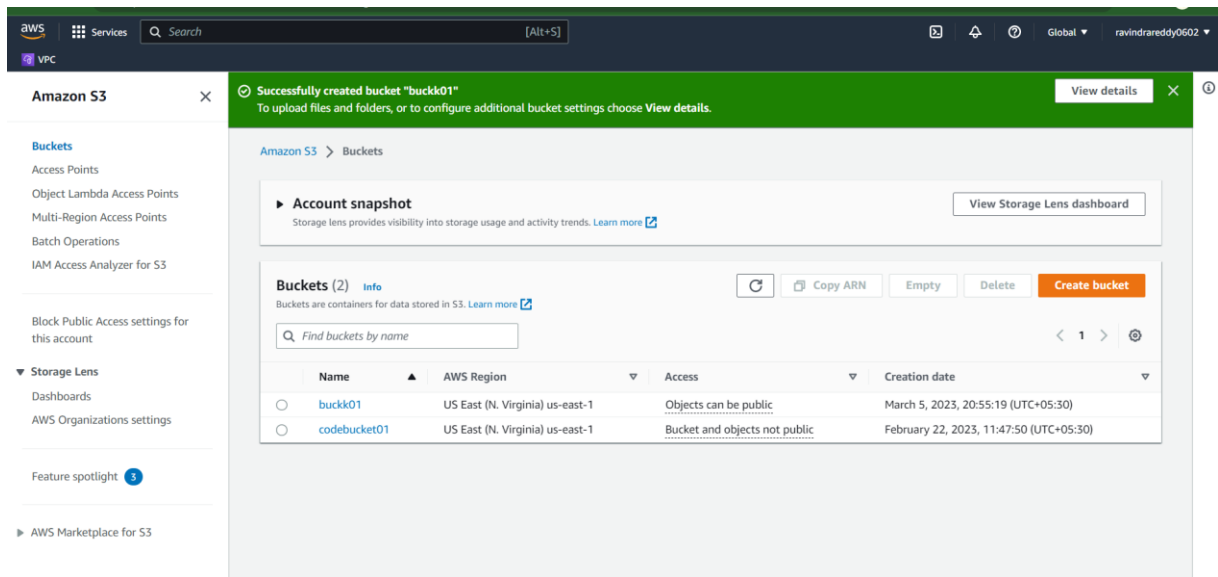 aws Services Search [Alt+S] Global ▼ ravindrareddy0602 ▼
VPC
Amazon S3
Buckets
Access Points
Object Lambda Access Points
Multi-Region Access Points
Batch Operations
IAM Access Analyzer for S3
Block Public Access settings for
this account
▼ Storage Lens
Dashboards
AWS Organizations settings
Feature spotlight 3
▶ AWS Marketplace for S3
Successfully created bucket "buckk01"
To upload files and folders, or to configure additional bucket settings choose View details.
View details
Amazon S3 > Buckets
▶ Account snapshot
Storage lens provides visibility into storage usage and activity trends. Learn more
View Storage Lens dashboard
Buckets (2) Info
Buckets are containers for data stored in S3. Learn more
Copy ARN Empty Delete Create bucket
Find buckets by name
< 1 >
Name ▲ AWS Region Access Creation date
buckk01 US East (N. Virginia) us-east-1 Objects can be public March 5, 2023, 20:55:19 (UTC+05:30)
codebucket01 US East (N. Virginia) us-east-1 Bucket and objects not public February 22, 2023, 11:47:50 (UTC+05:30)